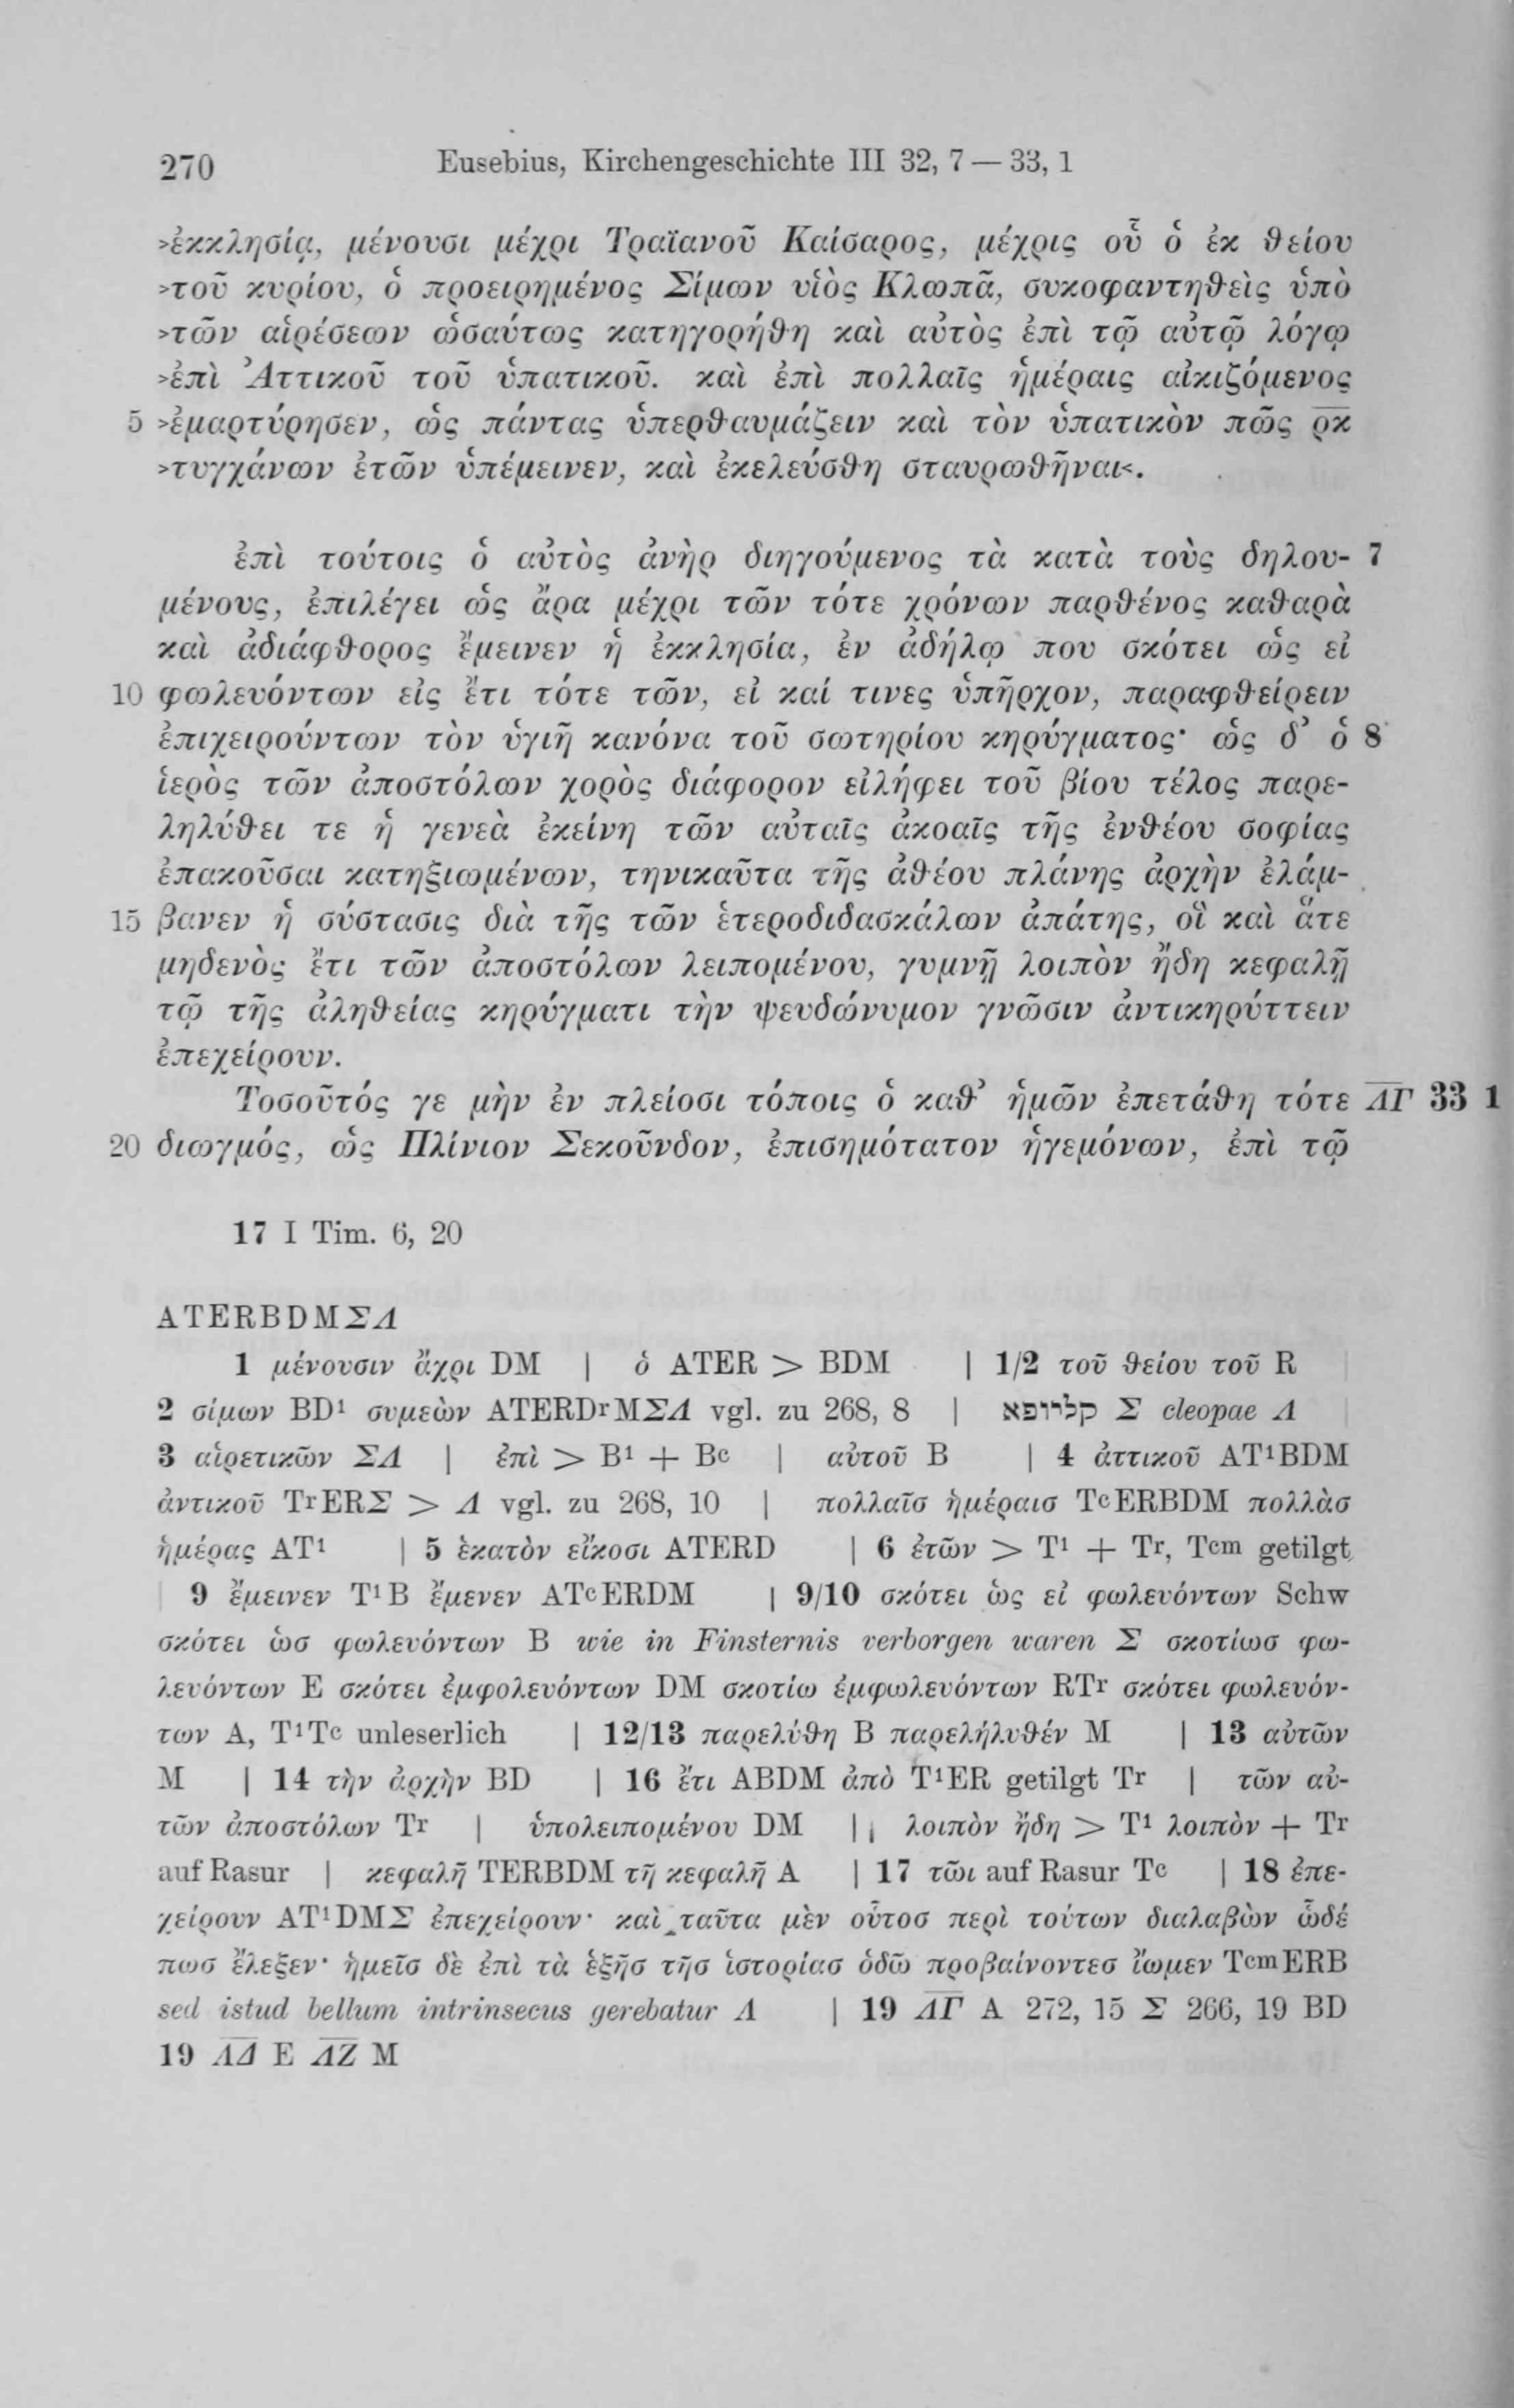 270 Eusebius, Kirchengeschichte III 32, 7 — 33, 1
>ἐκκλησίᾳ, μένουσι μέχρι Τραϊανοῦ Καίσαρος, μέχρις οὗ ὁ ἐκ θείου
>τοῦ κυρίου, ὁ προειρημένος Σίμων υἱὸς Κλωπᾶ, συκοφαντηθεὶς ὑπὸ
>τῶν αἱρέσεων ὡσαύτως κατηγορήθη καὶ αὐτὸς ἐπὶ τῷ αὐτῷ λόγῳ
>ἐπὶ Ἀττικοῦ τοῦ ὑπατικοῦ. καὶ ἐπὶ πολλαῖς ἡμέραις αἰκιζόμενος
5 >ἐμαρτύρησεν, ὡς πάντας ὑπερθαυμάζειν καὶ τὸν ὑπατικὸν πῶς ρ̅κ̅
>τυγχάνων ἐτῶν ὑπέμεινεν, καὶ ἐκελεύσθη σταυρωθῆναι<.
ἐπὶ τούτοις ὁ αὐτὸς ἀνὴρ διηγούμενος τὰ κατὰ τοὺς δηλου- 7
μένους, ἐπιλέγει ὡς ἄρα μέχρι τῶν τότε χρόνων παρθένος καθαρὰ
καὶ ἀδιάφθορος ἔμεινεν ἡ ἐκκλησία, ἐν ἀδήλῳ που σκότει ὡς εἰ
10 φωλευόντων εἰς ἔτι τότε τῶν, εἰ καί τινες ὑπῆρχον, παραφθείρειν
ἐπιχειρούντων τὸν ὑγιῆ κανόνα τοῦ σωτηρίου κηρύγματος· ὡς δ’ ὁ 8
ἱερὸς τῶν ἀποστόλων χορὸς διάφορον εἰλήφει τοῦ βίου τέλος παρε-
ληλύθει τε ἡ γενεὰ ἐκείνη τῶν αὐταῖς ἀκοαῖς τῆς ἐνθέου σοφίας
ἐπακοῦσαι κατηξιωμένων, τηνικαῦτα τῆς ἀθέου πλάνης ἀρχὴν ἐλάμ-
15 βανεν ἡ σύστασις διὰ τῆς τῶν ἑτεροδιδασκάλων ἀπάτης, οἳ καὶ ἅτε
μηδενὸς ἔτι τῶν ἀποστόλων λειπομένου, γυμνῇ λοιπὸν ἤδη κεφαλῇ
τῷ τῆς ἀληθείας κηρύγματι τὴν ψευδώνυμον γνῶσιν ἀντικηρύττειν
ἐπεχείρουν.
Τοσοῦτός γε μὴν ἐν πλείοσι τόποις ὁ καθ’ ἡμῶν ἐπετάθη τότε Λ̅Γ̅ 33 1
20 διωγμός, ὡς Πλίνιον Σεκοῦνδον, ἐπισημότατον ἡγεμόνων, ἐπὶ τῷ
17 I Tim. 6, 20
ATERBDMΣΛ
1 μένουσιν ἄχρι DM | ὁ ATER > BDM | 1/2 τοῦ θείου τοῦ R
2 σίμων BD¹ συμεὼν ATERDʳMΣΛ vgl. zu 268, 8 | קליופא Σ cleopae Λ
3 αἱρετικῶν ΣΛ | ἐπὶ > B¹ + Bᶜ | αὐτοῦ B | 4 ἀττικοῦ AT¹BDM
ἀντικοῦ TʳERΣ > Λ vgl. zu 268, 10 | πολλαῖσ ἡμέραισ TᶜERBDM πολλὰσ
ἡμέρας AT¹ | 5 ἑκατὸν εἴκοσι ATERD | 6 ἐτῶν > T¹ + Tʳ, Tᶜᵐ getilgt
9 ἔμεινεν T¹B ἔμενεν ATᶜERDM | 9/10 σκότει ὡς εἰ φωλευόντων Schw
σκότει ὡσ φωλευόντων B wie in Finsternis verborgen waren Σ σκοτίωσ φω-
λευόντων E σκότει ἐμφολευόντων DM σκοτίω ἐμφωλευόντων RTʳ σκότει φωλευόν-
των A, T¹Tᶜ unleserlich | 12/13 παρελύθη B παρελήλυθέν M | 13 αὐτῶν
M | 14 τὴν ἀρχὴν BD | 16 ἔτι ABDM ἀπὸ T¹ER getilgt Tʳ | τῶν αὐ-
τῶν ἀποστόλων Tʳ | ὑπολειπομένου DM | λοιπὸν ἤδη > T¹ λοιπὸν + Tʳ
auf Rasur | κεφαλῆ TERBDM τῆ κεφαλῆ A | 17 τῶι auf Rasur Tᶜ | 18 ἐπε-
χείρουν AT¹DMΣ ἐπεχείρουν· καὶ ταῦτα μὲν οὗτοσ περὶ τούτων διαλαβὼν ὧδέ
πωσ ἔλεξεν· ἡμεῖσ δὲ ἐπὶ τὰ ἑξῆσ τῆσ ἱστορίασ ὁδῶ προβαίνοντεσ ἴωμεν TᶜᵐERB
sed istud bellum intrinsecus gerebatur Λ | 19 Λ̅Γ̅ A 272, 15 Σ 266, 19 BD
19 Λ̅Δ̅ E Λ̅Ζ̅ M